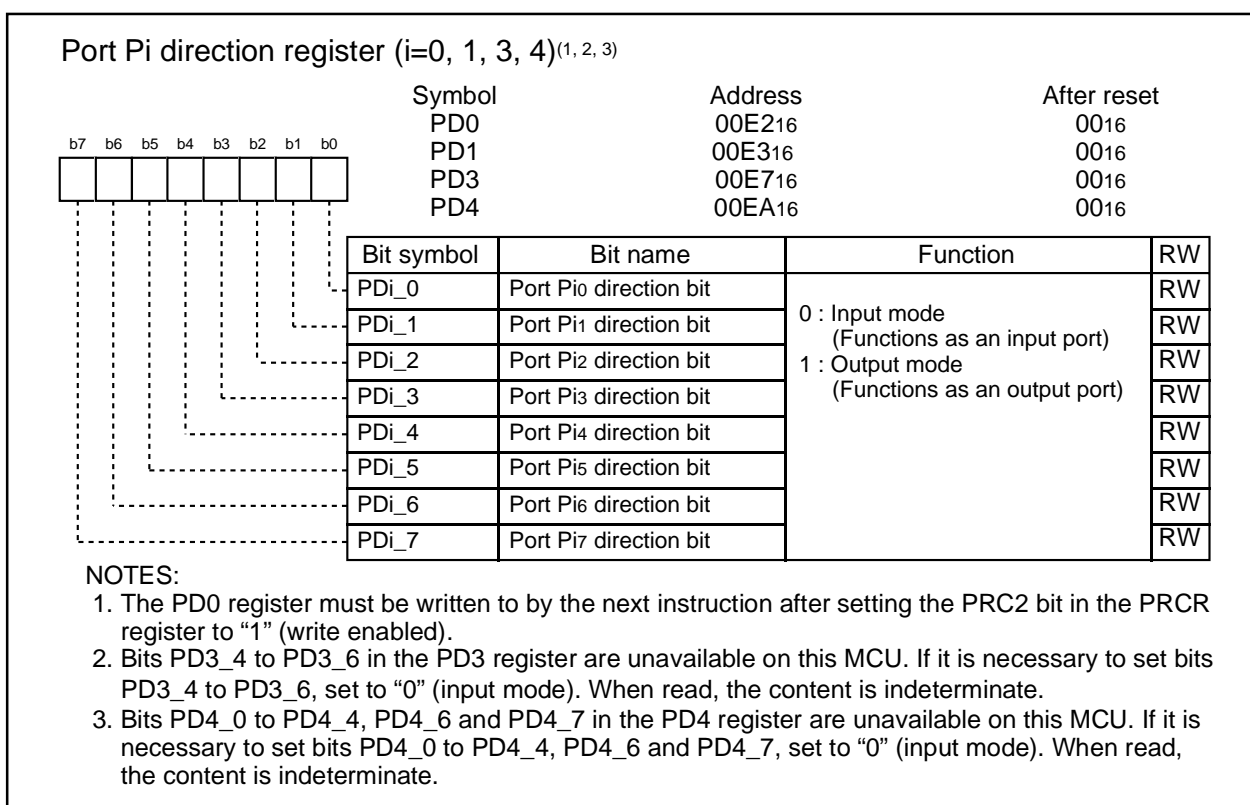 Port Pi direction register (i=0, 1, 3, 4)(1, 2, 3)
Symbol Address After reset
PD0 00E216 0016
b7 b6 b5 b4 b3 b2 b1 b0
PD1 00E316 0016
PD3 00E716 0016
PD4 00EA16 0016
Bit symbol Bit name Function RW
PDi_0 Port Pi0 direction bit RW
0 : Input mode
PDi_1 Port Pi1 direction bit RW
(Functions as an input port)
PDi_2 Port Pi2 direction bit RW
1 : Output mode
PDi_3 Port Pi3 direction bit RW
(Functions as an output port)
PDi_4 Port Pi4 direction bit RW
PDi_5 Port Pi5 direction bit RW
PDi_6 Port Pi6 direction bit RW
PDi_7 Port Pi7 direction bit RW
NOTES:
1. The PD0 register must be written to by the next instruction after setting the PRC2 bit in the PRCR
register to “1” (write enabled).
2. Bits PD3_4 to PD3_6 in the PD3 register are unavailable on this MCU. If it is necessary to set bits
PD3_4 to PD3_6, set to “0” (input mode). When read, the content is indeterminate.
3. Bits PD4_0 to PD4_4, PD4_6 and PD4_7 in the PD4 register are unavailable on this MCU. If it is
necessary to set bits PD4_0 to PD4_4, PD4_6 and PD4_7, set to “0” (input mode). When read,
the content is indeterminate.